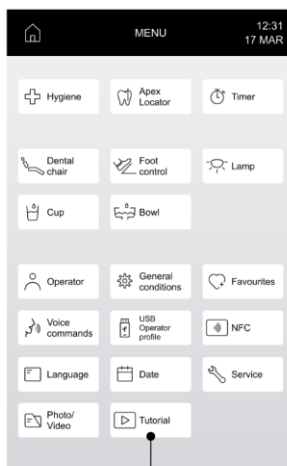 MENU
12:31
17 MAR
Hygiene
Apex
Locator
Timer
Dental
chair
Foot
control
Lamp
Cup
Bowl
Operator
General
conditions
Favourites
Voice
commands
USB
Operator
profile
NFC
Language
Date
Service
Photo/
Video
Tutorial